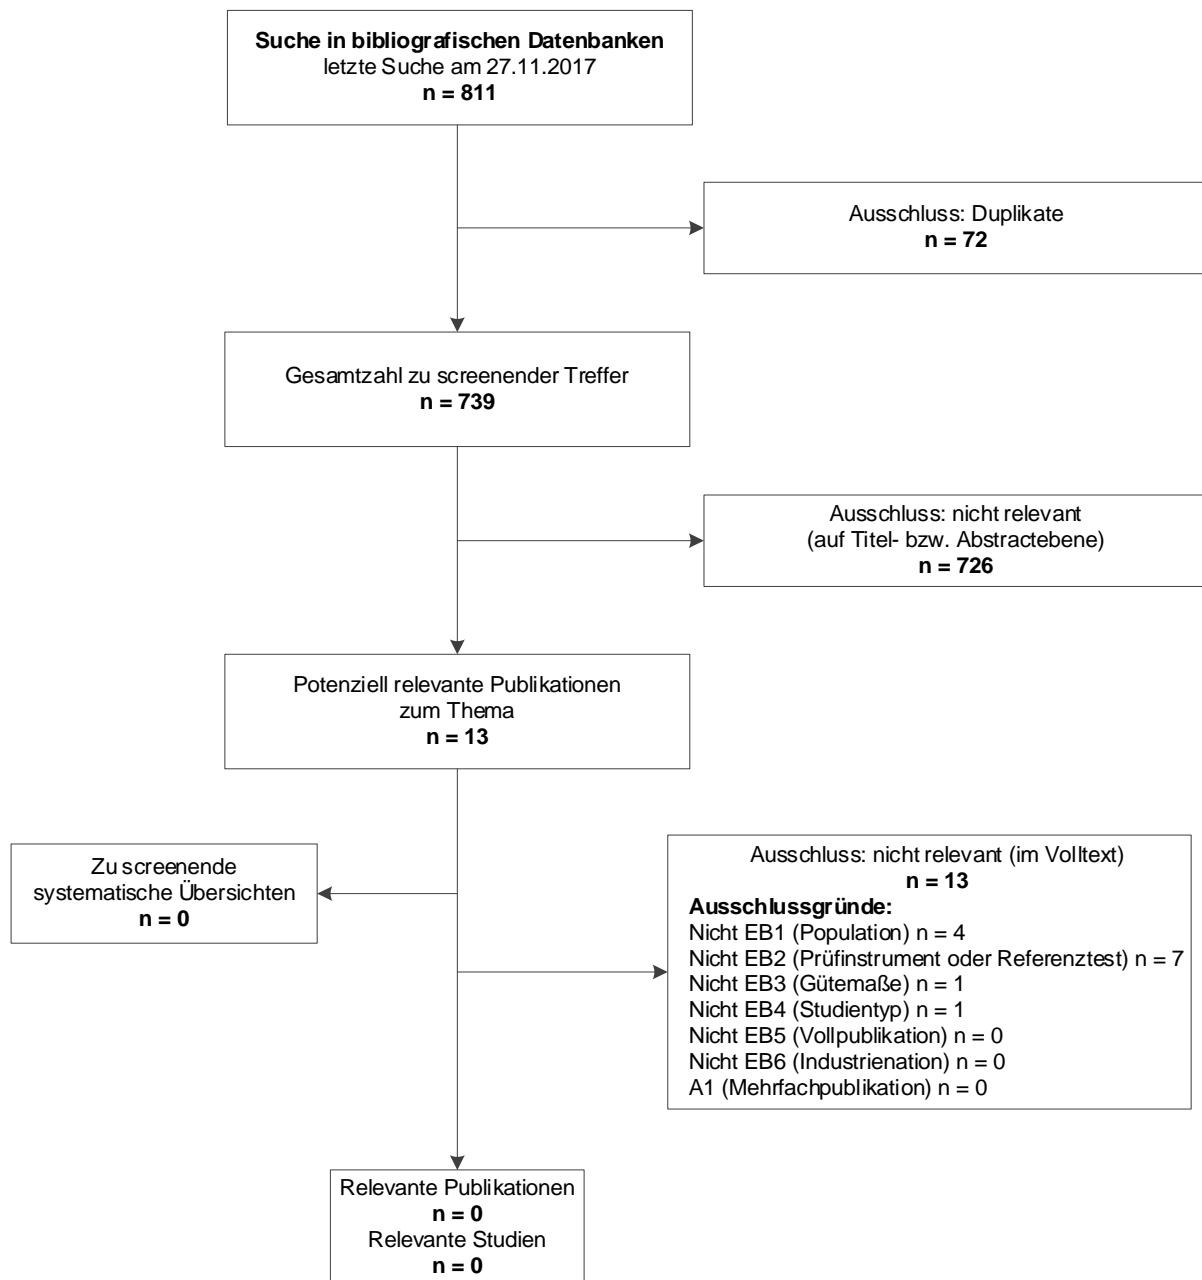 Suche in bibliografischen Datenbanken
letzte Suche am 27.11.2017
n = 811
Ausschluss: Duplikate
n = 72
Gesamtzahl zu screenender Treffer
n = 739
Ausschluss: nicht relevant
(auf Titel- bzw. Abstractebene)
n = 726
Potenziell relevante Publikationen
zum Thema
n = 13
Zu screenende
systematische Übersichten
n = 0
Ausschluss: nicht relevant (im Volltext)
n = 13
Ausschlussgründe:
Nicht EB1 (Population) n = 4
Nicht EB2 (Prüfinstrument oder Referenztest) n = 7
Nicht EB3 (Gütemaße) n = 1
Nicht EB4 (Studientyp) n = 1
Nicht EB5 (Vollpublikation) n = 0
Nicht EB6 (Industrienation) n = 0
A1 (Mehrfachpublikation) n = 0
Relevante Publikationen
n = 0
Relevante Studien
n = 0